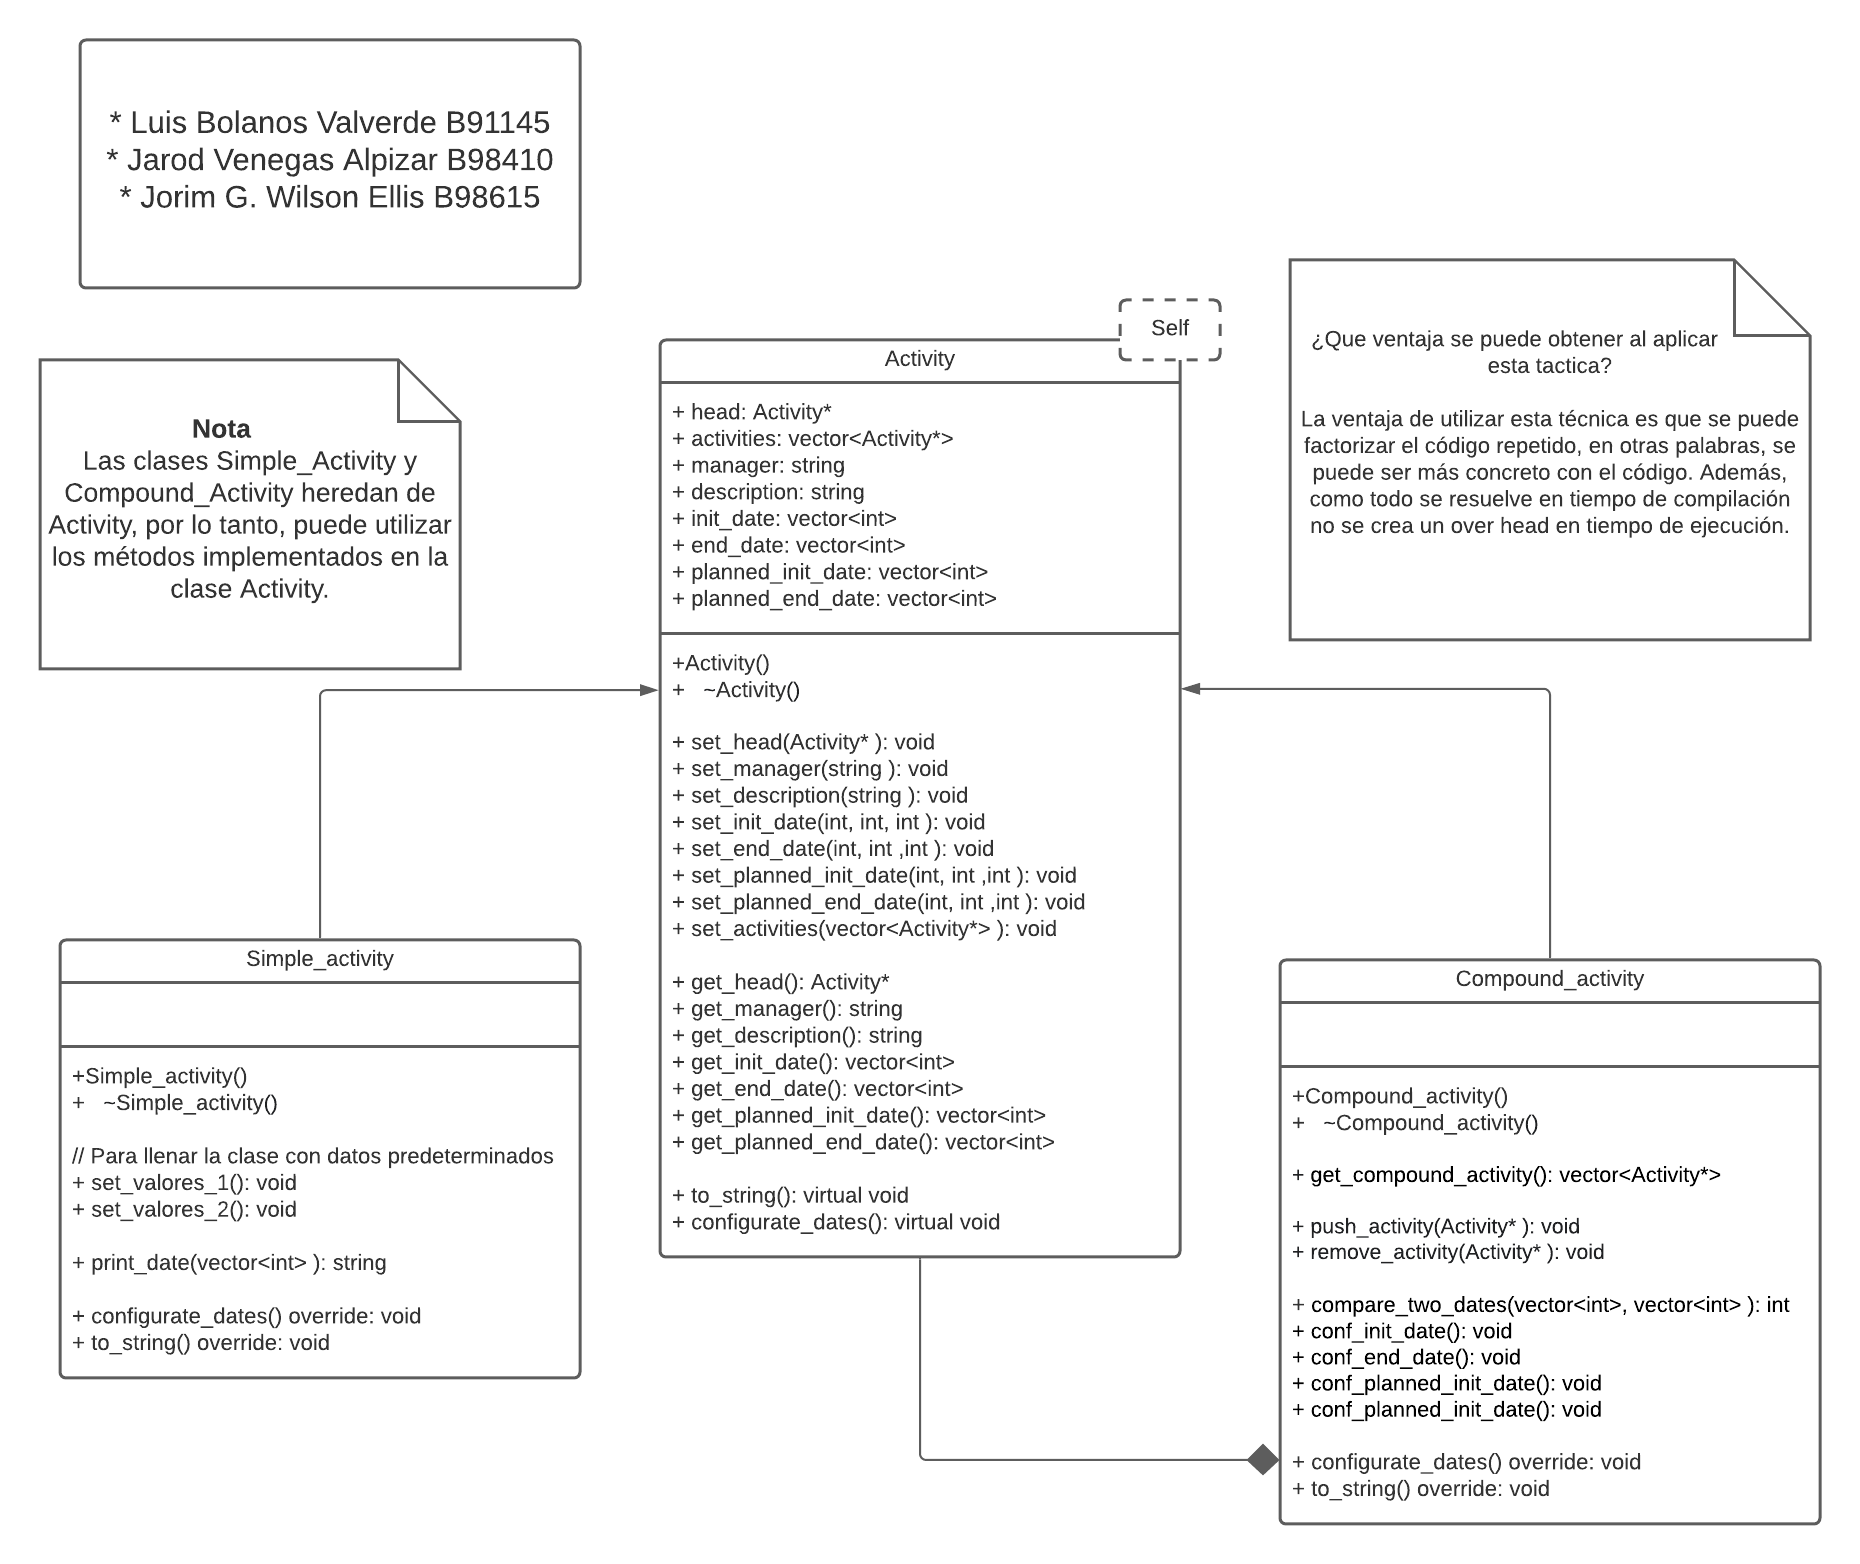 * Luis Bolanos Valverde B91145
* Jarod Venegas Alpizar B98410
* Jorim G. Wilson Ellis B98615
Nota
Las clases Simple_Activity y
Compound_Activity heredan de
Activity, por lo tanto, puede utilizar
los métodos implementados en la
clase Activity.
Self
Activity
+ head: Activity*
+ activities: vector<Activity*>
+ manager: string
+ description: string
+ init_date: vector<int>
+ end_date: vector<int>
+ planned_init_date: vector<int>
+ planned_end_date: vector<int>
+Activity()
+   ~Activity()
+ set_head(Activity* ): void
+ set_manager(string ): void
+ set_description(string ): void
+ set_init_date(int, int, int ): void
+ set_end_date(int, int ,int ): void
+ set_planned_init_date(int, int ,int ): void
+ set_planned_end_date(int, int ,int ): void
+ set_activities(vector<Activity*> ): void
+ get_head(): Activity*
+ get_manager(): string
+ get_description(): string
+ get_init_date(): vector<int>
+ get_end_date(): vector<int>
+ get_planned_init_date(): vector<int>
+ get_planned_end_date(): vector<int>
+ to_string(): virtual void
+ configurate_dates(): virtual void
¿Que ventaja se puede obtener al aplicar
esta tactica?
La ventaja de utilizar esta técnica es que se puede
factorizar el código repetido, en otras palabras, se
puede ser más concreto con el código. Además,
como todo se resuelve en tiempo de compilación
no se crea un over head en tiempo de ejecución.
Simple_activity
+Simple_activity()
+   ~Simple_activity()
// Para llenar la clase con datos predeterminados
+ set_valores_1(): void
+ set_valores_2(): void
+ print_date(vector<int> ): string
+ configurate_dates() override: void
+ to_string() override: void
Compound_activity
+Compound_activity()
+   ~Compound_activity()
+ get_compound_activity(): vector<Activity*>
+ push_activity(Activity* ): void
+ remove_activity(Activity* ): void
+ compare_two_dates(vector<int>, vector<int> ): int
+ conf_init_date(): void
+ conf_end_date(): void
+ conf_planned_init_date(): void
+ conf_planned_init_date(): void
+ configurate_dates() override: void
+ to_string() override: void